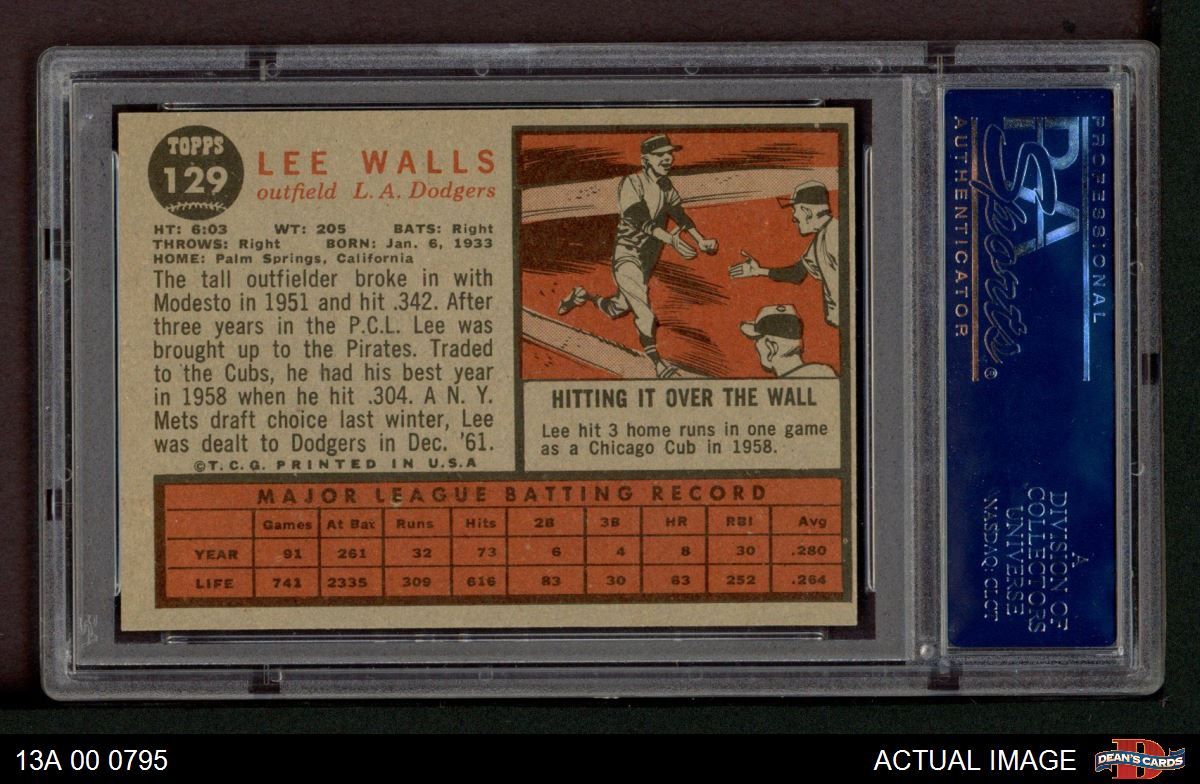 TOPPS
129
LEE WALLS
outfield L. A. Dodgers
HT: 6:03 WT: 205 BATS: Right
THROWS: Right BORN: Jan. 6, 1933
HOME: Palm Springs, California
The tall outfielder broke in with
Modesto in 1951 and hit .342. After
three years in the P.C.L. Lee was
brought up to the Pirates. Traded
to the Cubs, he had his best year
in 1958 when he hit .304. A N. Y.
Mets draft choice last winter, Lee
was dealt to Dodgers in Dec. '61.
©T.C.G. PRINTED IN U.S.A
HITTING IT OVER THE WALL
Lee hit 3 home runs in one game
as a Chicago Cub in 1958.
MAJOR LEAGUE BATTING RECORD
Games At Bat Runs Hits 2B 3B HR RBI Avg
YEAR 91 261 32 73 6 4 8 30 .280
LIFE 741 2335 309 616 83 30 63 252 .264
PROFESSIONAL
PSA
Sports®
AUTHENTICATOR
A
DIVISION OF
COLLECTORS
UNIVERSE
NASDAQ: CLCT
13A 00 0795
ACTUAL IMAGE
D
DEAN'S CARDS